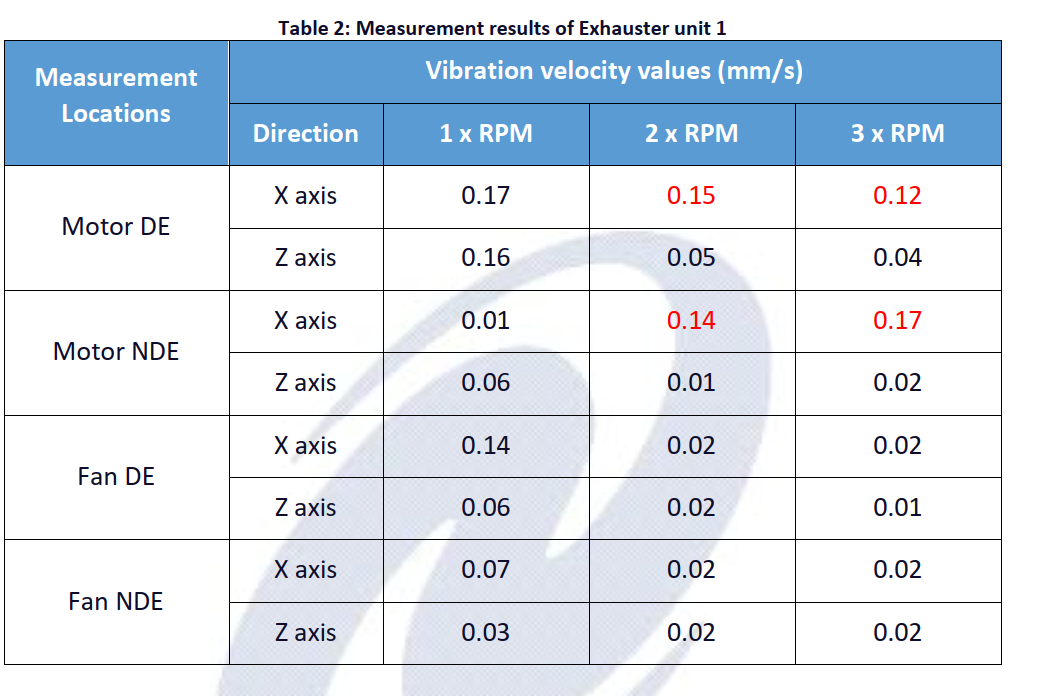 Table 2: Measurement results of Exhauster unit 1
Measurement Locations Vibration velocity values (mm/s)
Direction 1 x RPM 2 x RPM 3 x RPM
Motor DE X axis 0.17 0.15 0.12
Z axis 0.16 0.05 0.04
Motor NDE X axis 0.01 0.14 0.17
Z axis 0.06 0.01 0.02
Fan DE X axis 0.14 0.02 0.02
Z axis 0.06 0.02 0.01
Fan NDE X axis 0.07 0.02 0.02
Z axis 0.03 0.02 0.02